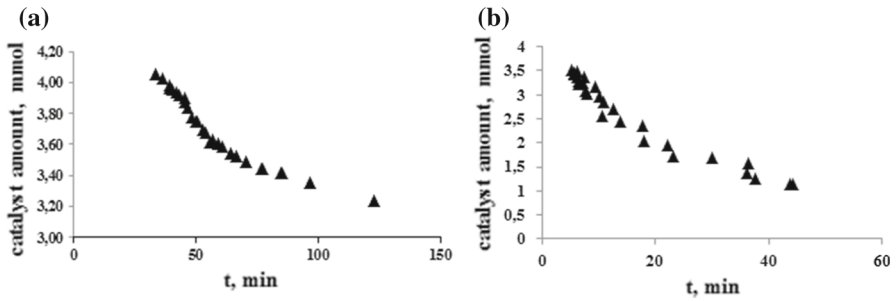 (a)
catalyst amount, mmol
4,20
4,00
3,80
3,60
3,40
3,20
3,00
0 50 100 150
t, min
(b)
catalyst amount, mmol
4
3,5
3
2,5
2
1,5
1
0,5
0
0 20 40 60
t, min